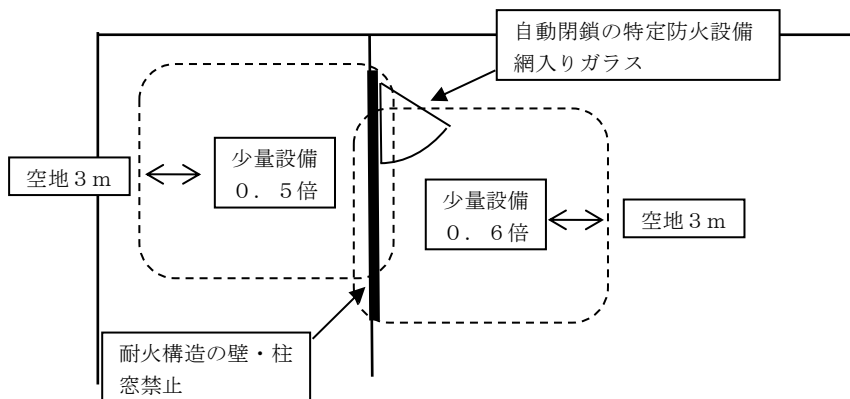 自動閉鎖の特定防火設備
網入りガラス
空地３ｍ
少量設備
０．５倍
少量設備
０．６倍
空地３ｍ
耐火構造の壁・柱
窓禁止